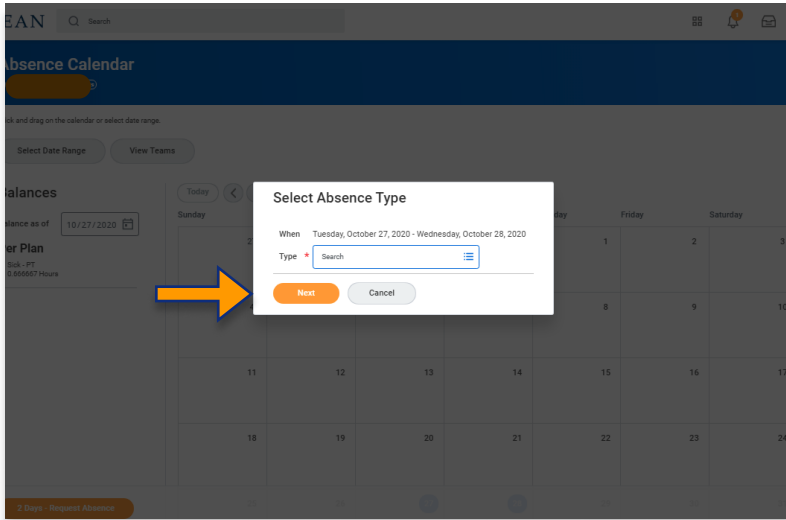 EAN
Search
Absence Calendar
ick and drag on the calendar or select date range.
Select Date Range
View Teams
Balances
Today
alance as of
10/27/2020
Per Plan
Sick - PT
0.666667 Hours
Sunday
day
Friday
Saturday
Select Absence Type
When Tuesday, October 27, 2020 - Wednesday, October 28, 2020
Type * Search
Next
Cancel
1 2 3
8 9 10
11 12 13 14 15 16 17
18 19 20 21 22 23 24
2 Days - Request Absence